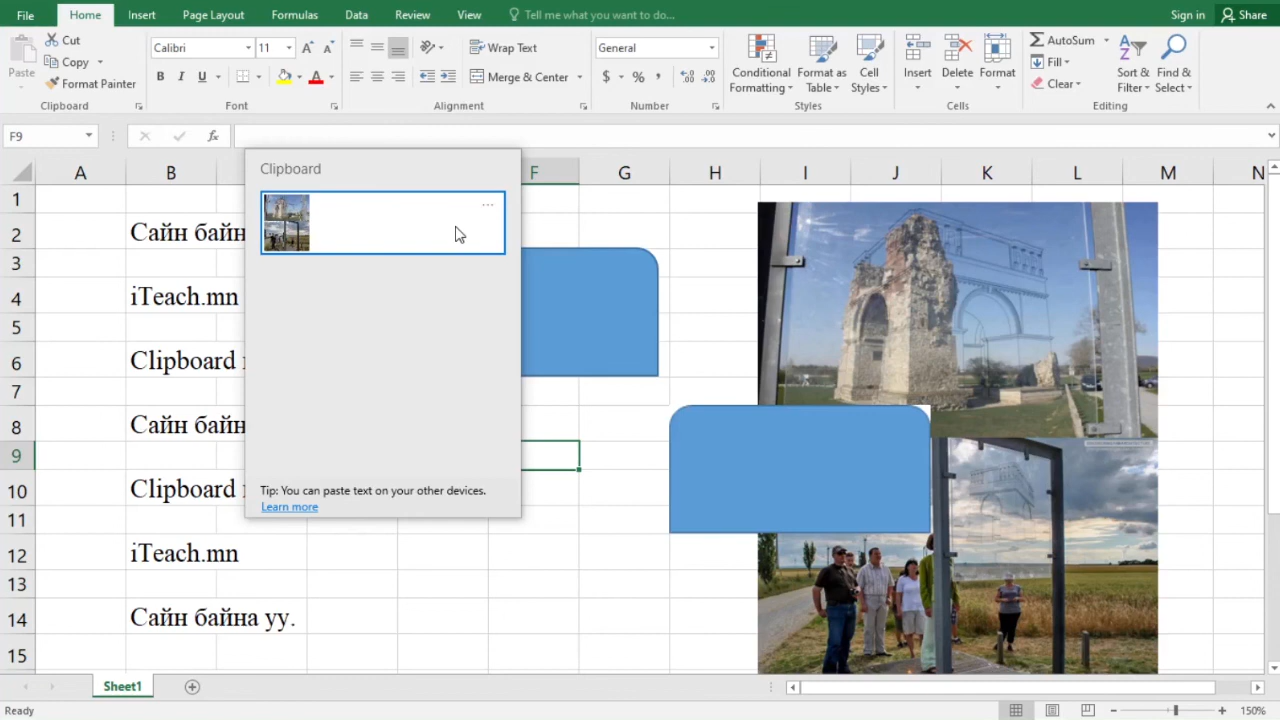 File Home Insert Page Layout Formulas Data Review View Tell me what you want to do... Sign in Share
Cut
Copy
Format Painter
Paste
Clipboard
Calibri 11
B I U
Font
Wrap Text
Merge & Center
Alignment
General
$ % ,
Number
Conditional Formatting
Format as Table
Cell Styles
Styles
Insert Delete Format
Cells
AutoSum
Fill
Clear
Sort & Filter
Find & Select
Editing
F9 fx
A B F G H I J K L M N
1
2 Сайн байн
3
4 iTeach.mn
5
6 Clipboard
7
8 Сайн байн
9
10 Clipboard
11
12 iTeach.mn
13
14 Сайн байна уу.
15
Clipboard
Tip: You can paste text on your other devices.
Learn more
Sheet1
Ready 150%